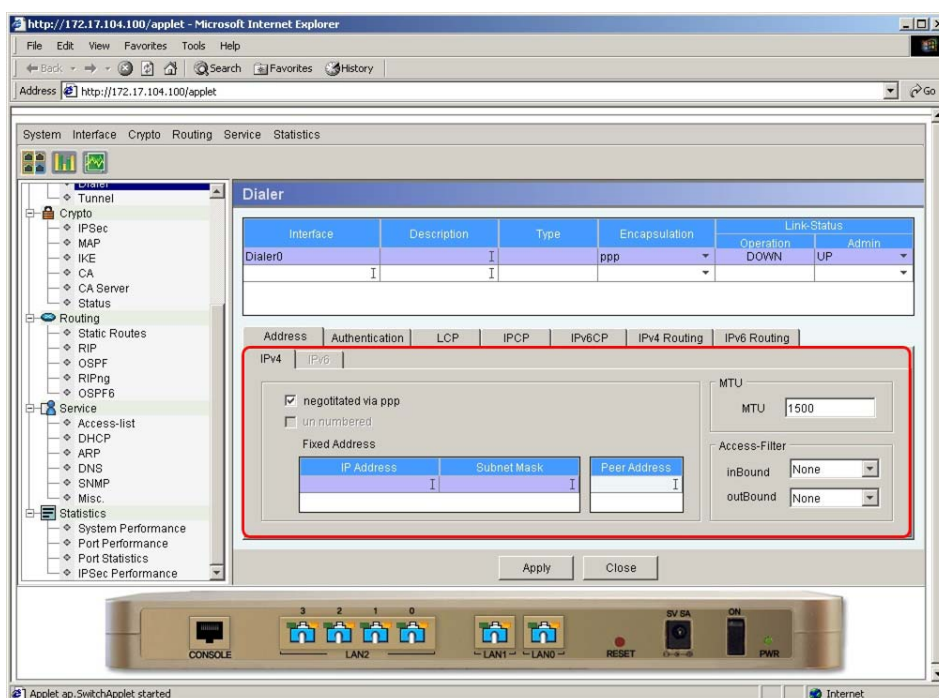 http://172.17.104.100/applet - Microsoft Internet Explorer
File Edit View Favorites Tools Help
Back Search Favorites History
Address http://172.17.104.100/applet Go
System Interface Crypto Routing Service Statistics
Dialer
Tunnel
Crypto
IPSec
MAP
IKE
CA
CA Server
Status
Routing
Static Routes
RIP
OSPF
RIPng
OSPF6
Service
Access-list
DHCP
ARP
DNS
SNMP
Misc.
Statistics
System Performance
Port Performance
Port Statistics
IPSec Performance
Dialer
Interface Description Type Encapsulation Link-Status
Operation Admin
Dialer0 ppp DOWN UP
Address Authentication LCP IPCP IPv6CP IPv4 Routing IPv6 Routing
IPv4 IPv6
negotitated via ppp
un numbered
Fixed Address
IP Address Subnet Mask Peer Address
MTU
MTU 1500
Access-Filter
inBound None
outBound None
Apply Close
CONSOLE
3 2 1 0
LAN2
LAN1 LAN0
RESET
5V 5A
ON
PWR
Applet ap.SwitchApplet started Internet